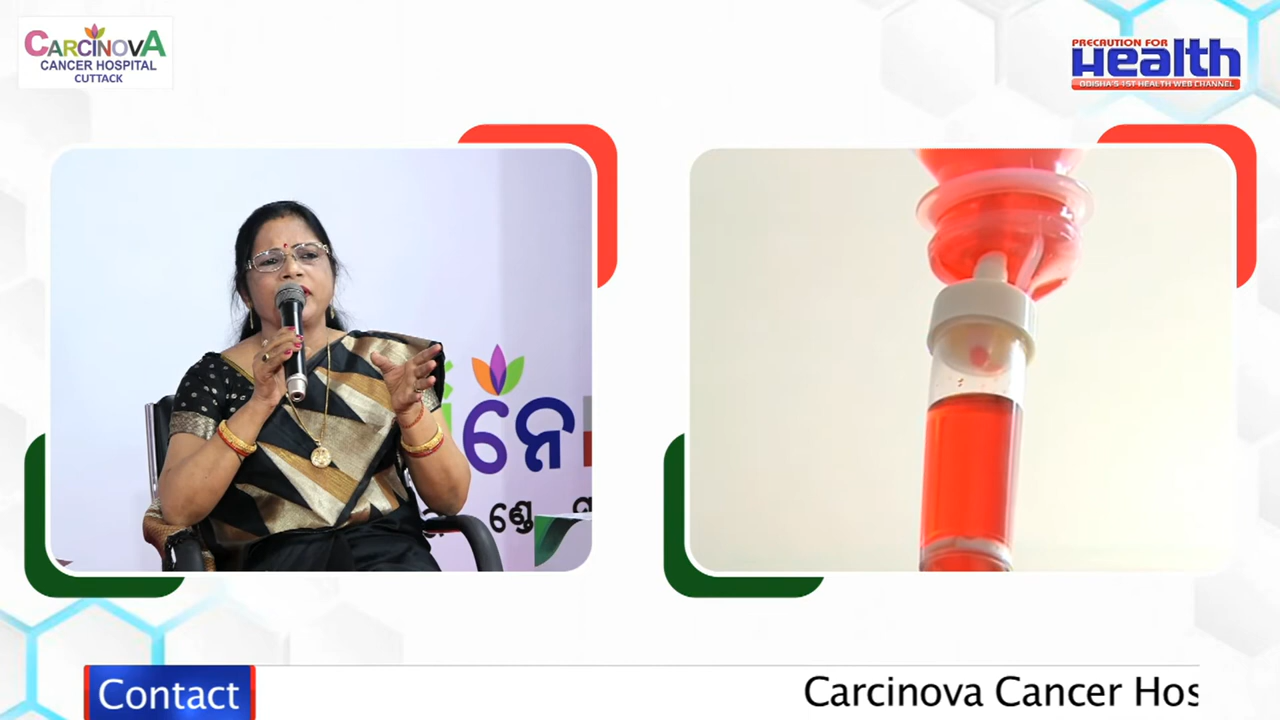 CARCINOVA
CANCER HOSPITAL
CUTTACK
PRECAUTION FOR
Health
ODISHA'S 1ST HEALTH WEB CHANNEL
Contact
Carcinova Cancer Hos